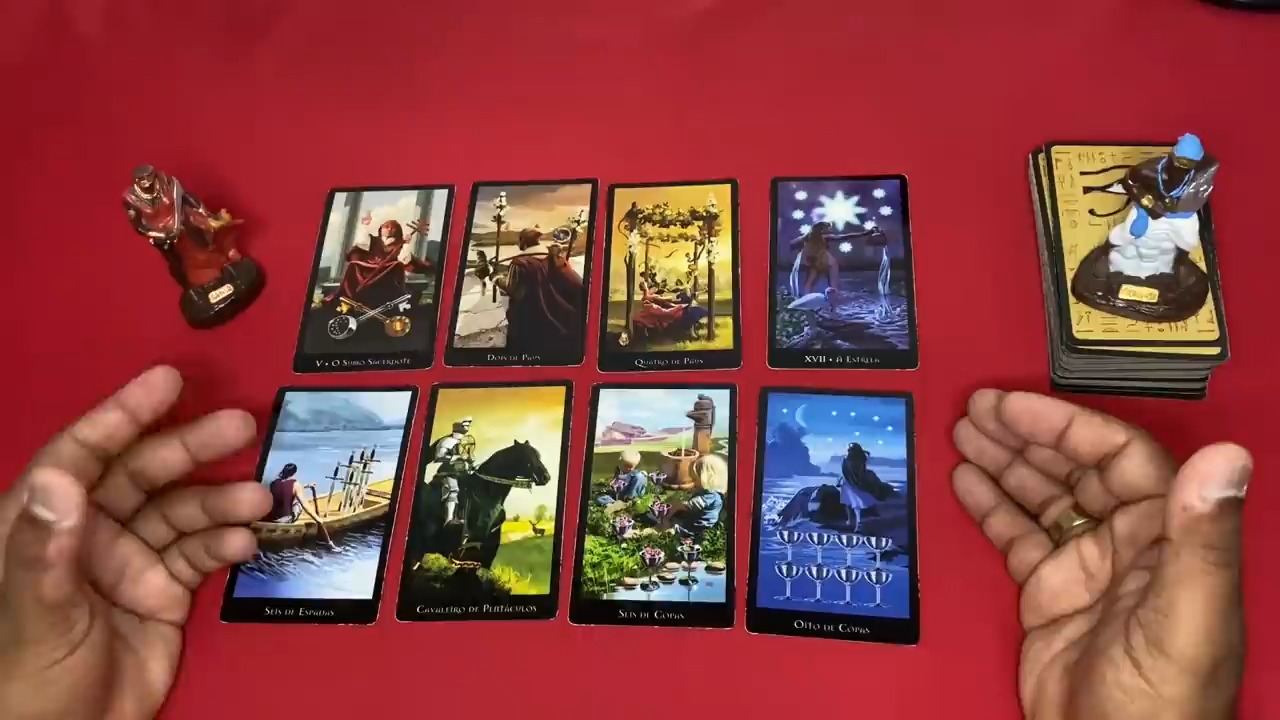 V • O Sumo Sacerdote
Dois de Paus
Quatro de Paus
XVII • A Estrela
Seis de Espadas
Cavaleiro de Pentáculos
Seis de Copas
Oito de Copas